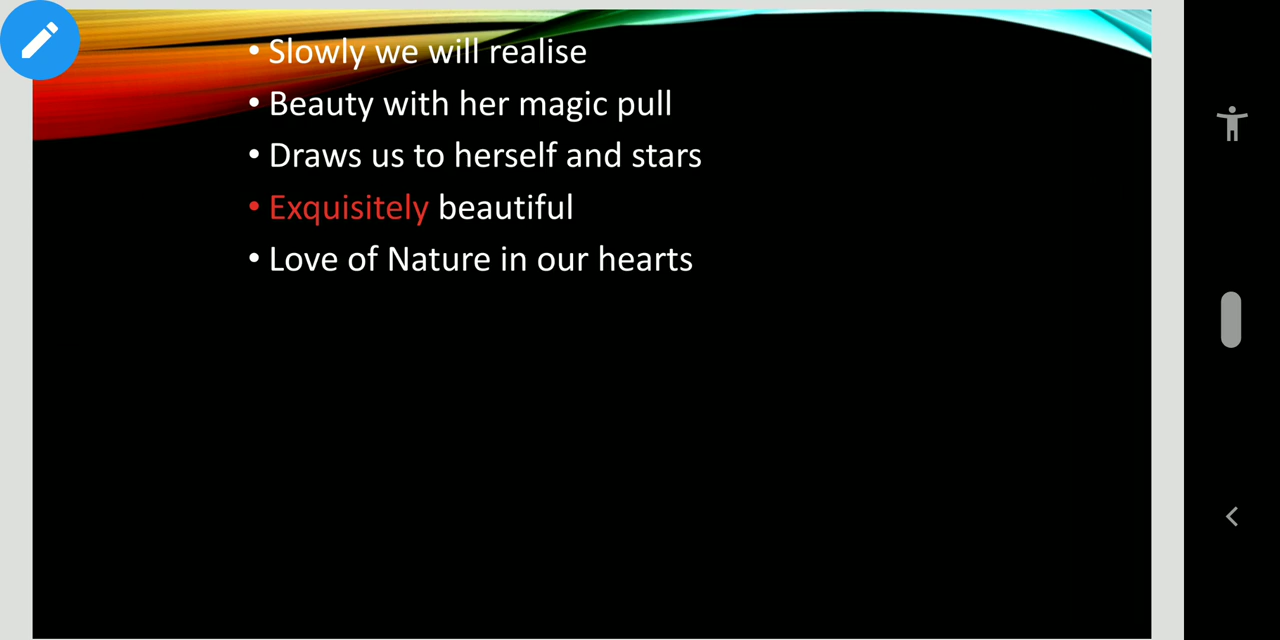 • Slowly we will realise
• Beauty with her magic pull
• Draws us to herself and stars
• Exquisitely beautiful
• Love of Nature in our hearts